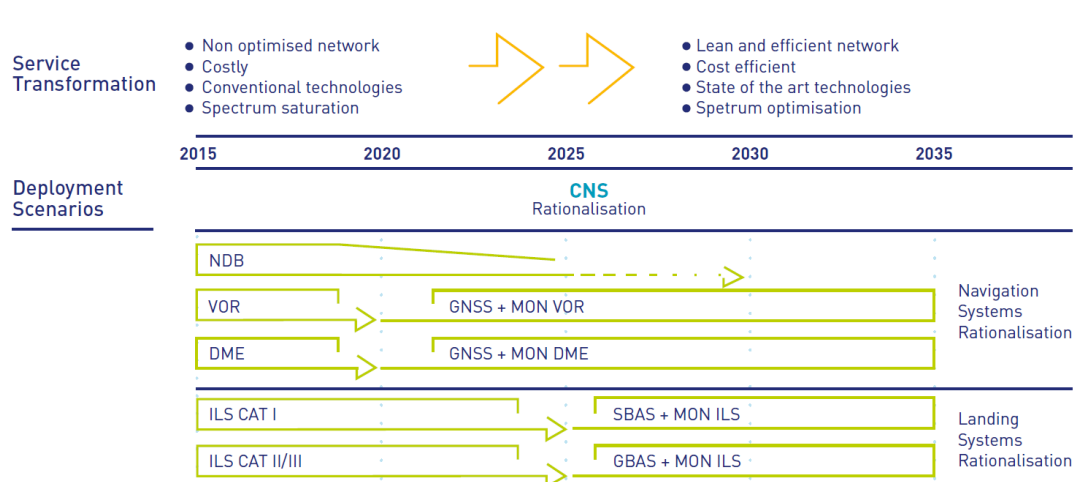 Service
Transformation
● Non optimised network
● Costly
● Conventional technologies
● Spectrum saturation
● Lean and efficient network
● Cost efficient
● State of the art technologies
● Spetrum optimisation
2015 2020 2025 2030 2035
Deployment
Scenarios
CNS
Rationalisation
NDB
VOR GNSS + MON VOR
DME GNSS + MON DME
Navigation
Systems
Rationalisation
ILS CAT I SBAS + MON ILS
ILS CAT II/III GBAS + MON ILS
Landing
Systems
Rationalisation